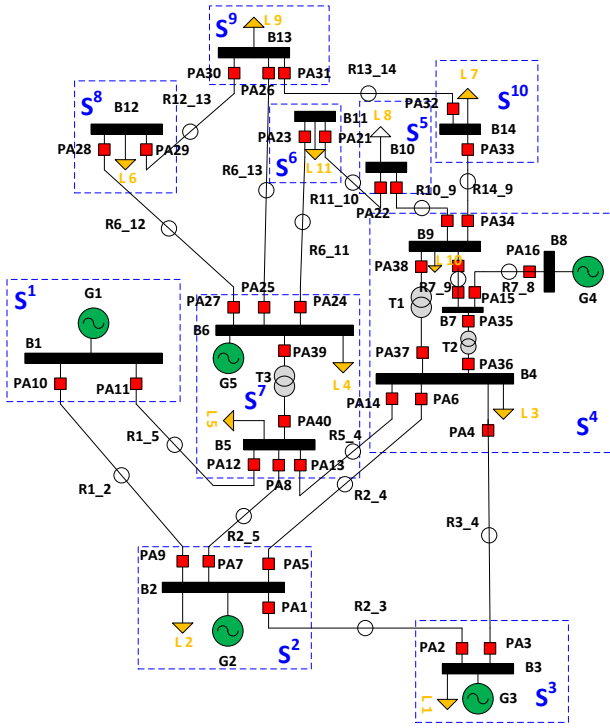 S9
L 9
B13
PA30
PA26
PA31
R13_14
L 7
S10
S8
B12
R12_13
PA32
B14
PA28
PA29
L 6
B11
PA23
PA21
L 8
S5
B10
PA33
S6
L 11
R6_13
R11_10
PA22
R10_9
R14_9
R6_12
R6_11
PA34
S1
G1
B9
PA38
L 10
PA16
B8
G4
R7_9
R7_8
PA27
PA25
PA24
T1
PA15
B7
PA35
B1
B6
T2
G5
PA39
PA37
PA36
PA10
PA11
T3
L 4
B4
S7
PA14
PA6
L 3
S4
L 5
PA40
PA4
R1_5
B5
R5_4
PA12
PA8
PA13
R1_2
R2_4
R2_5
R3_4
PA9
PA7
PA5
B2
PA1
L 2
G2
S2
R2_3
PA2
PA3
B3
L 1
G3
S3